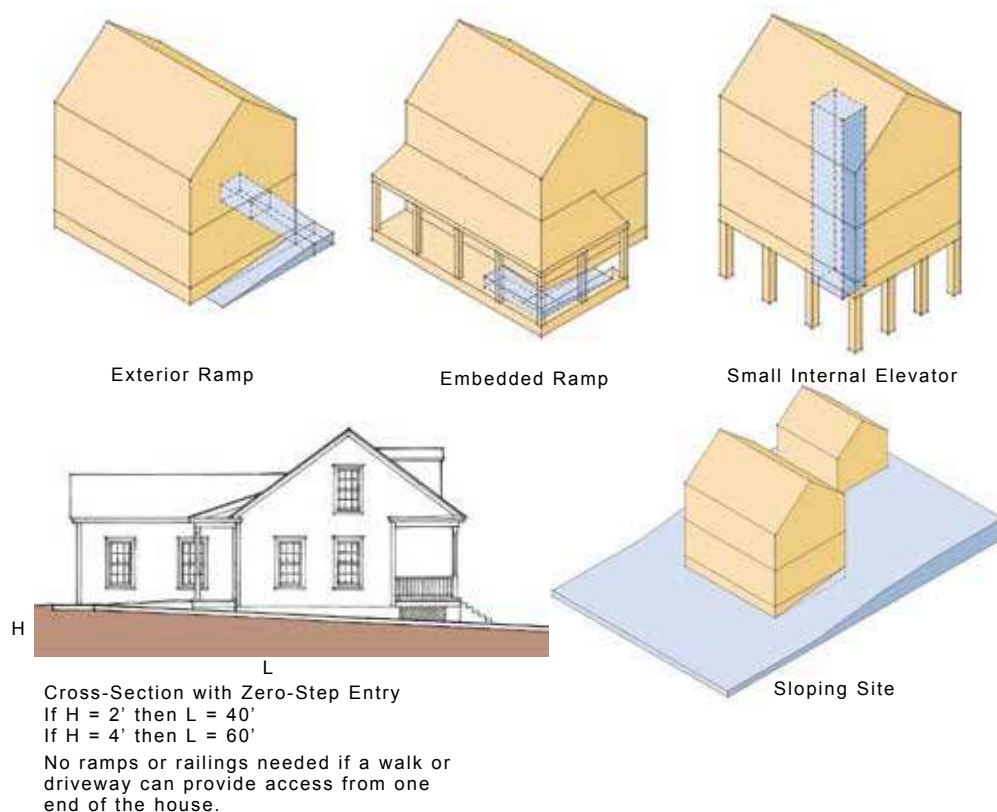 Exterior Ramp
Embedded Ramp
Small Internal Elevator
H
L
Cross-Section with Zero-Step Entry
If H = 2’ then L = 40’
If H = 4’ then L = 60’
No ramps or railings needed if a walk or
driveway can provide access from one
end of the house.
Sloping Site